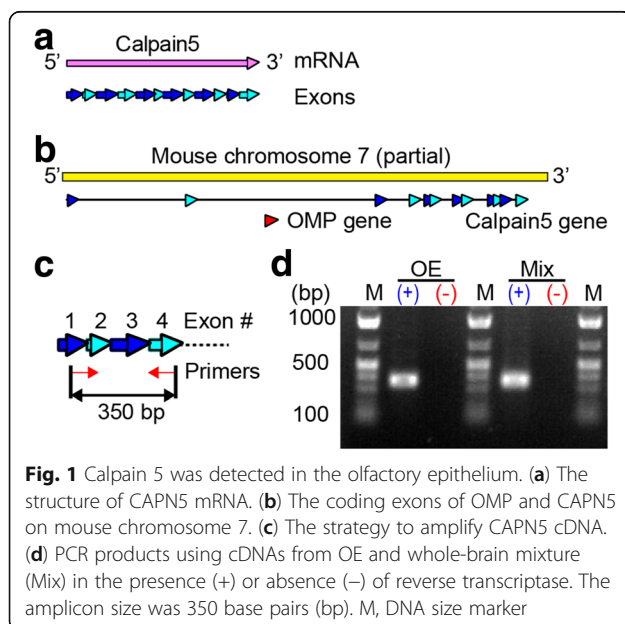 a
Calpain5
5’ 3’ mRNA
Exons
b
Mouse chromosome 7 (partial)
5’ 3’
OMP gene Calpain5 gene
c
1 2 3 4 Exon #
Primers
350 bp
d
OE Mix
(bp) M (+) (-) M (+) (-) M
1000
500
100
Fig. 1 Calpain 5 was detected in the olfactory epithelium. (a) The
structure of CAPN5 mRNA. (b) The coding exons of OMP and CAPN5
on mouse chromosome 7. (c) The strategy to amplify CAPN5 cDNA.
(d) PCR products using cDNAs from OE and whole-brain mixture
(Mix) in the presence (+) or absence (−) of reverse transcriptase. The
amplicon size was 350 base pairs (bp). M, DNA size marker